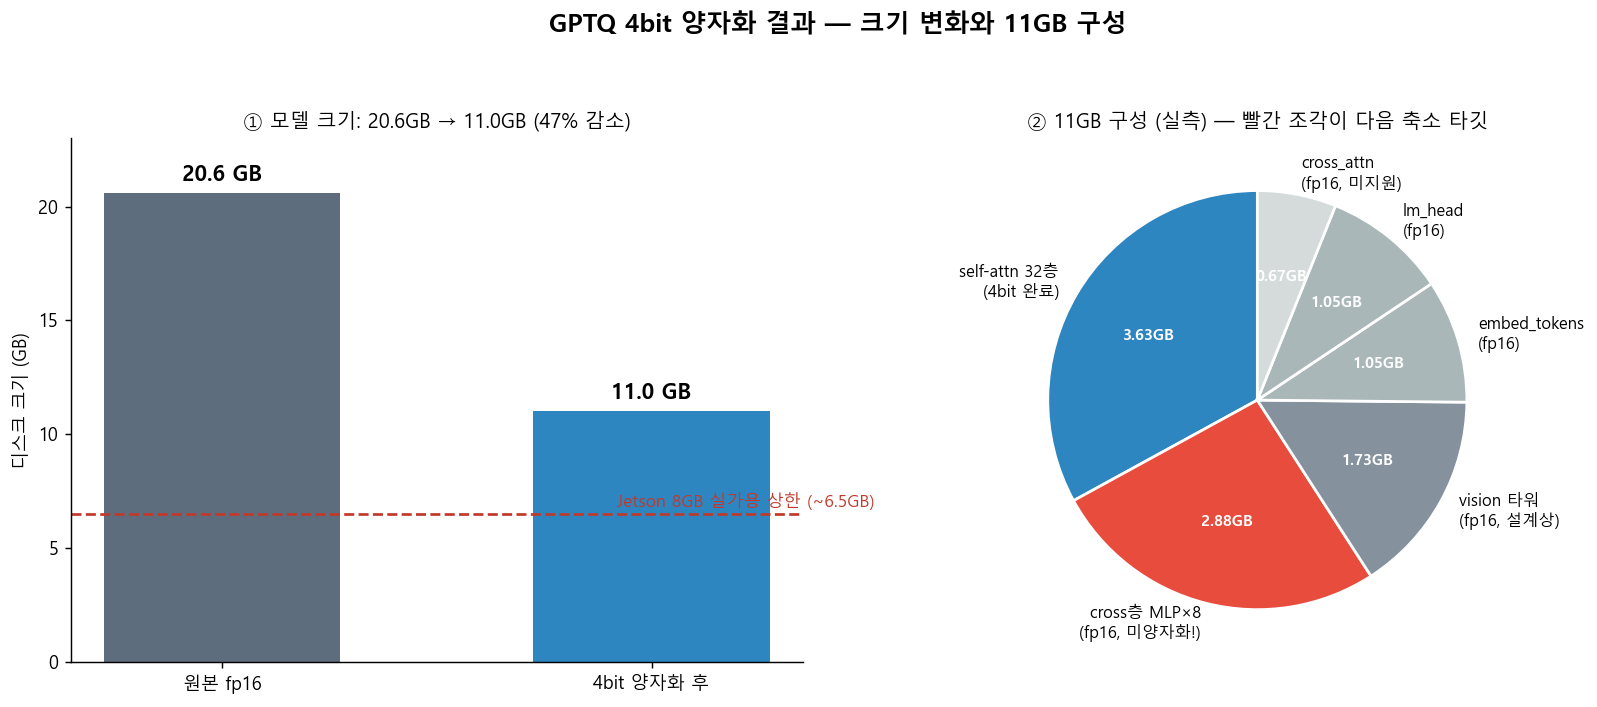 GPTQ 4bit 양자화 결과 — 크기 변화와 11GB 구성
① 모델 크기: 20.6GB → 11.0GB (47% 감소)
디스크 크기 (GB)
20
15
10
5
0
20.6 GB
11.0 GB
Jetson 8GB 실가용 상한 (~6.5GB)
원본 fp16
4bit 양자화 후
② 11GB 구성 (실측) — 빨간 조각이 다음 축소 타깃
cross_attn
(fp16, 미지원)
0.67GB
lm_head
(fp16)
1.05GB
embed_tokens
(fp16)
1.05GB
self-attn 32층
(4bit 완료)
3.63GB
vision 타워
(fp16, 설계상)
1.73GB
cross층 MLP×8
(fp16, 미양자화!)
2.88GB